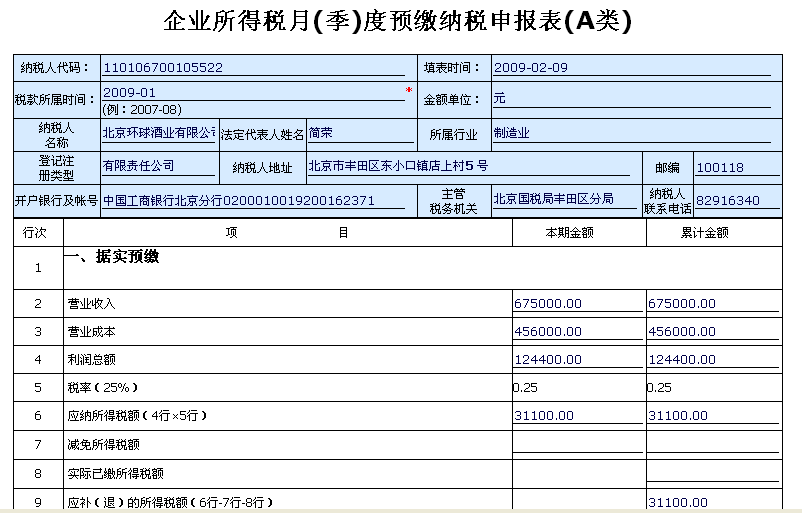 企业所得税月(季)度预缴纳税申报表(A类)
纳税人代码： 110106700105522 填表时间： 2009-02-09
税款所属时间： 2009-01 * 金额单位： 元
(例：2007-08)
纳税人名称 北京环球酒业有限公司 法定代表人姓名 简荣 所属行业 制造业
登记注册类型 有限责任公司 纳税人地址 北京市丰田区东小口镇店上村5号 邮编 100118
开户银行及帐号 中国工商银行北京分行0200010019200162371 主管税务机关 北京国税局丰田区分局 纳税人联系电话 82916340
行次 项 目 本期金额 累计金额
1 一、据实预缴
2 营业收入 675000.00 675000.00
3 营业成本 456000.00 456000.00
4 利润总额 124400.00 124400.00
5 税率（25%） 0.25 0.25
6 应纳所得税额（4行×5行） 31100.00 31100.00
7 减免所得税额
8 实际已缴所得税额
9 应补（退）的所得税额（6行-7行-8行） 31100.00